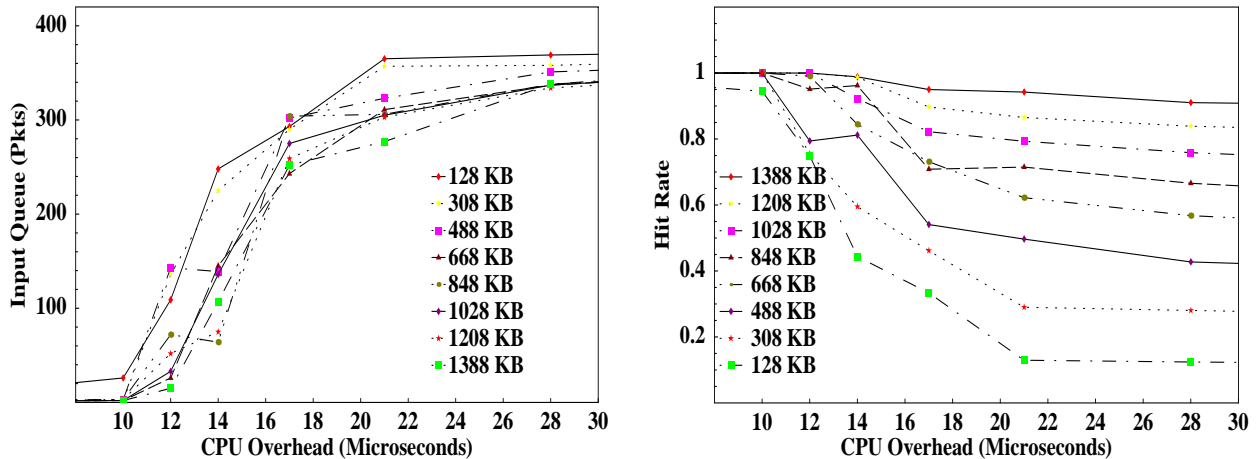 400
300
200
100
Input Queue (Pkts)
128 KB
308 KB
488 KB
668 KB
848 KB
1028 KB
1208 KB
1388 KB
10 12 14 16 18 20 22 24 26 28 30
CPU Overhead (Microseconds)
1
0.8
0.6
0.4
0.2
Hit Rate
1388 KB
1208 KB
1028 KB
848 KB
668 KB
488 KB
308 KB
128 KB
10 12 14 16 18 20 22 24 26 28 30
CPU Overhead (Microseconds)